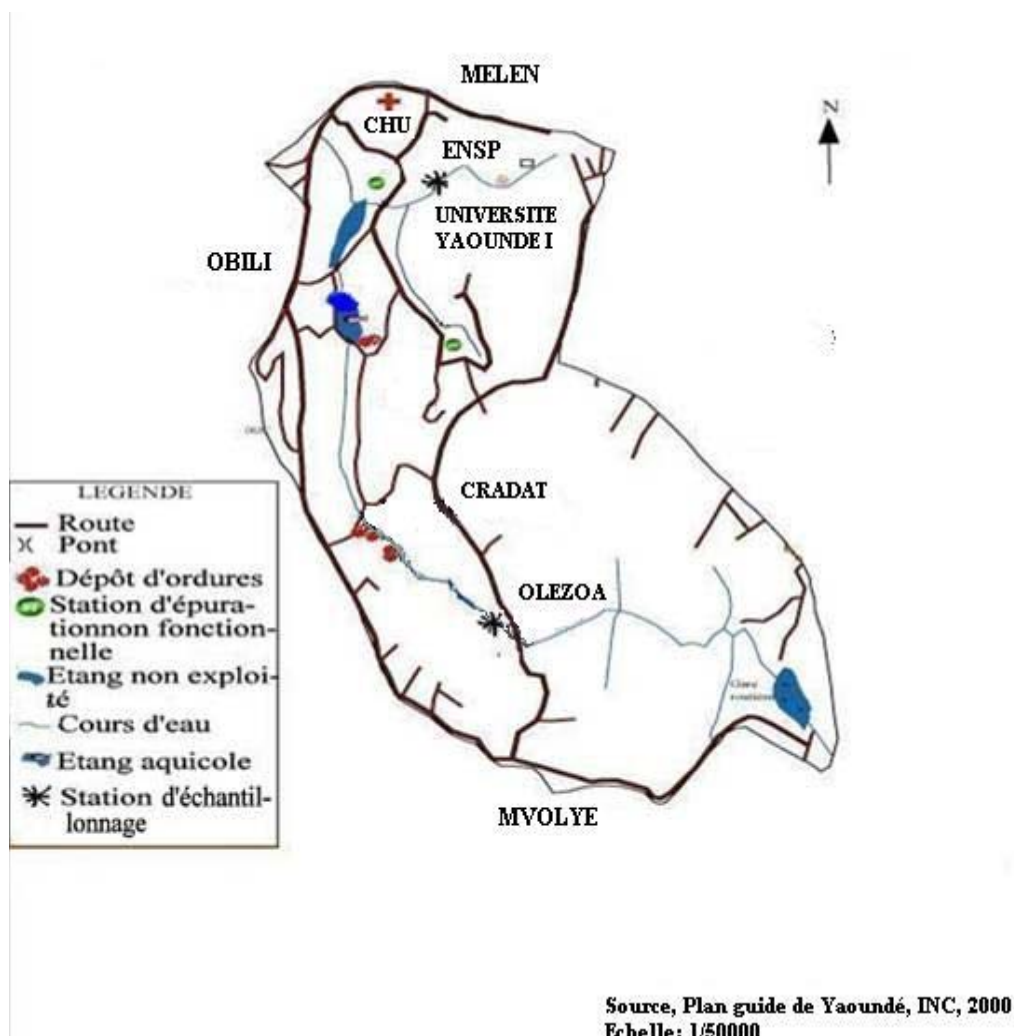 MELEN
N
CHU
ENSP
UNIVERSITE
YAOUNDE I
OBILI
CRADAT
OLEZOA
MVOLYE
LEGENDE
Route
Pont
Dépôt d'ordures
Station d'épura-
tionnon fonction-
nelle
Etang non exploi-
té
Cours d'eau
Etang aquicole
Station d'échantil-
lonnage
Source, Plan guide de Yaoundé, INC, 2000
Echelle: 1/50000